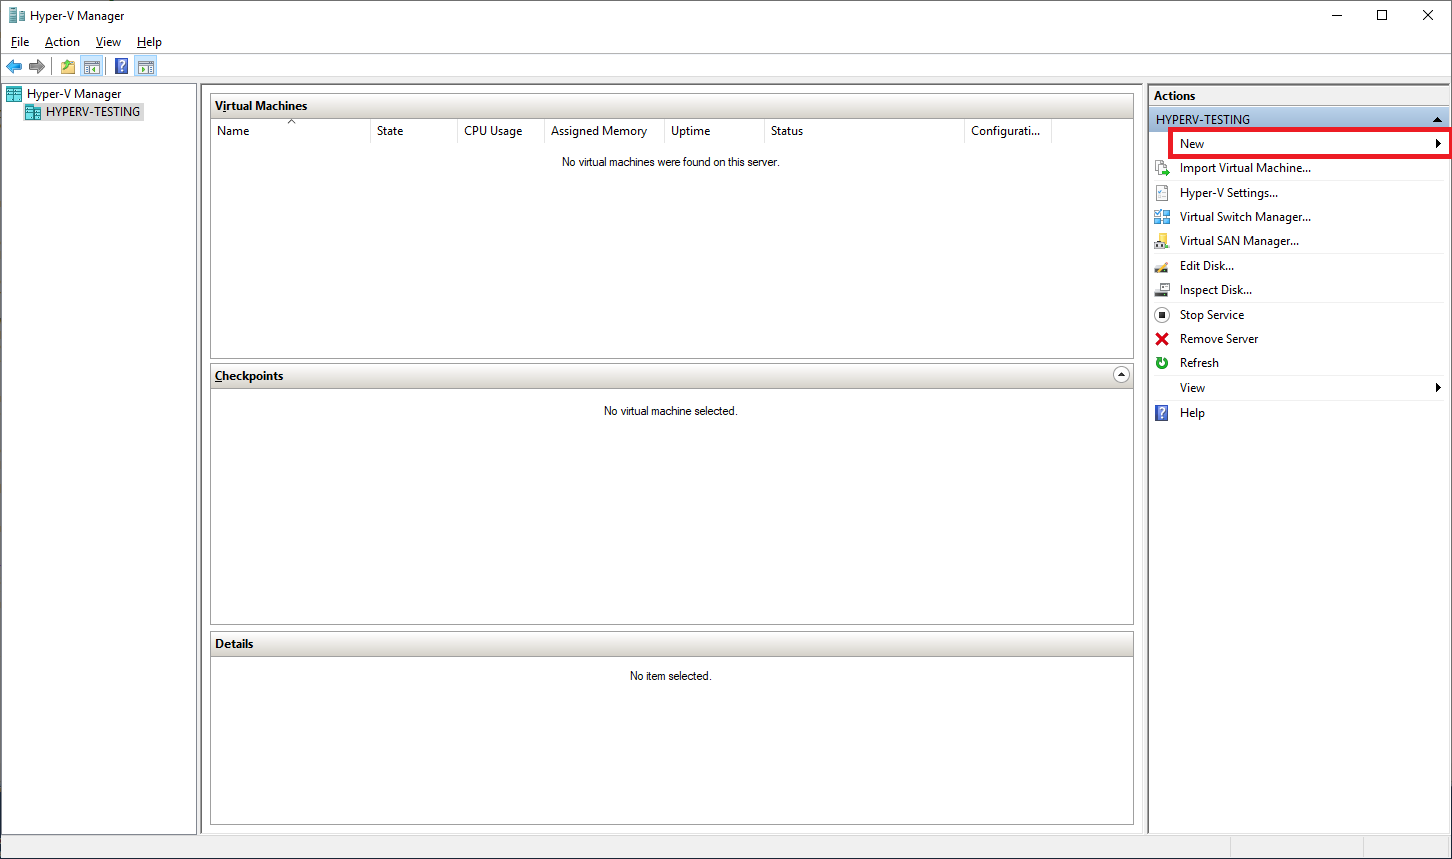 Hyper-V Manager
File Action View Help
Hyper-V Manager
HYPERV-TESTING
Virtual Machines
Name State CPU Usage Assigned Memory Uptime Status Configurati...
No virtual machines were found on this server.
Checkpoints
No virtual machine selected.
Details
No item selected.
Actions
HYPERV-TESTING
New
Import Virtual Machine...
Hyper-V Settings...
Virtual Switch Manager...
Virtual SAN Manager...
Edit Disk...
Inspect Disk...
Stop Service
Remove Server
Refresh
View
Help